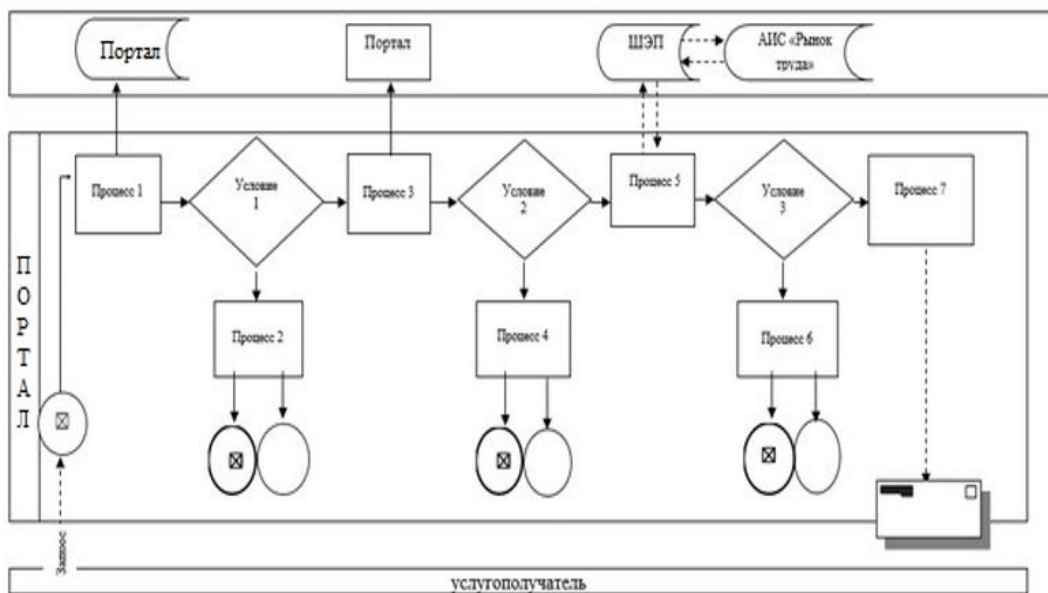 Портал
Портал
ШЭП
АИС «Рынок
труда»
Процесс 1
Условие
1
Процесс 3
Условие
2
Процесс 5
Условие
3
Процесс 7
ПОРТАЛ
Процесс 2
Процесс 4
Процесс 6
Запрос
услугополучатель